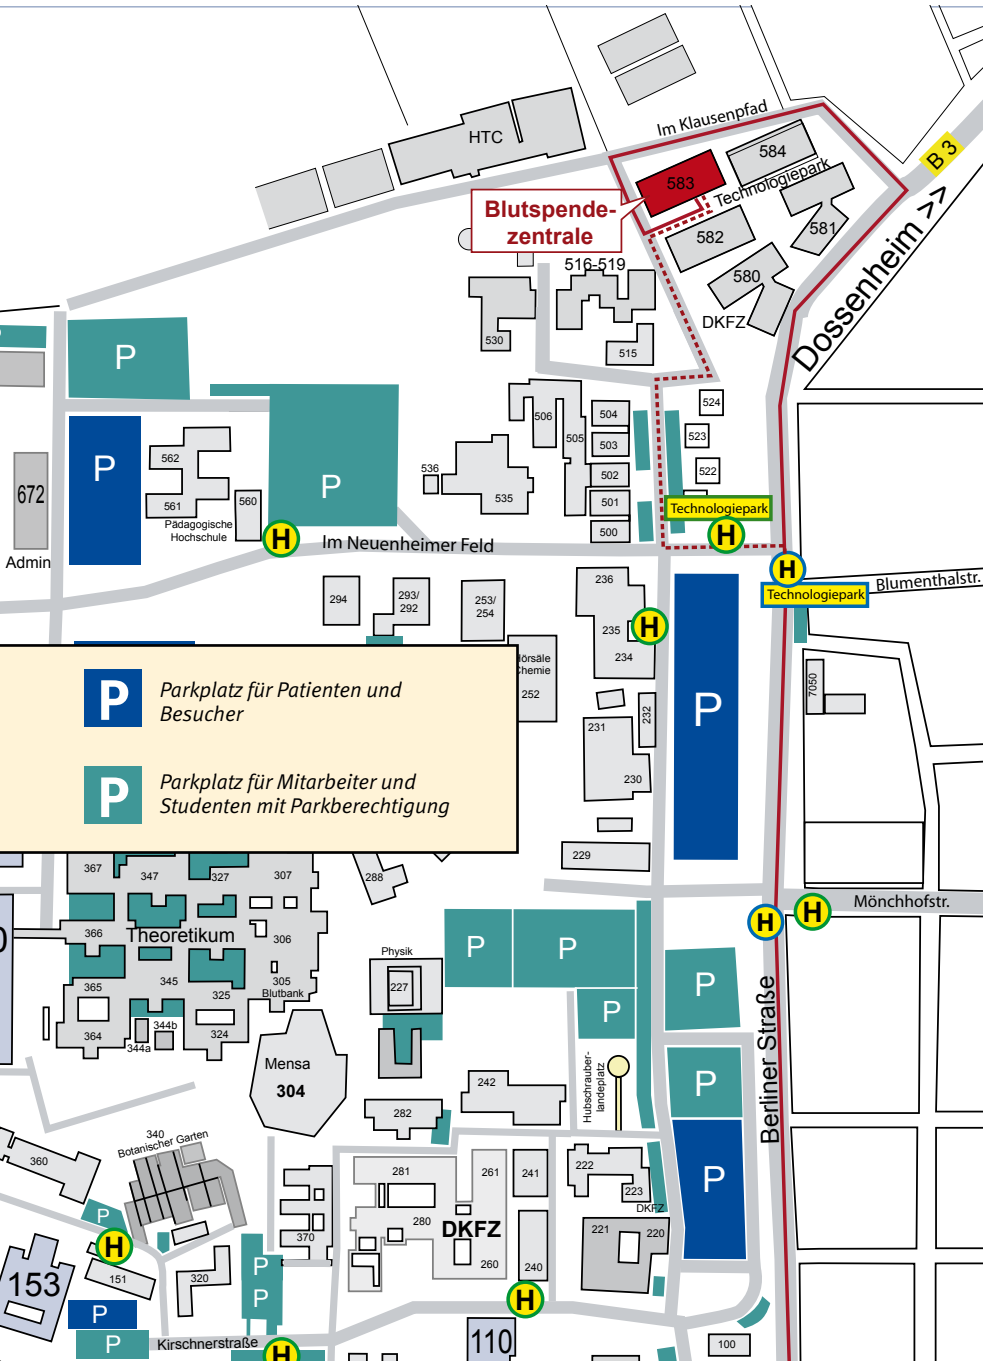 Im Klausenpfad
HTC
584
B 3
583
Technologiepark
Blutspende-
zentrale
582
581
516-519
580
Dossenheim >>
DKFZ
530
515
P
524
506
504
505
503
523
P
562
536
502
522
P
672
561
560
535
501
Technologiepark
Pädagogische
Hochschule
500
H
H
Im Neuenheimer Feld
Admin
H
Blumenthalstr.
Technologiepark
294
293/
292
253/
254
236
235
H
234
252
P
Parkplatz für Patienten und
Besucher
7050
232
231
P
230
P
Parkplatz für Mitarbeiter und
Studenten mit Parkberechtigung
229
367
347
327
307
288
Mönchhofstr.
H
H
366
Theoretikum
306
P
P
Physik
365
345
325
305
Blutbank
227
P
P
364
344b
344a
324
Mensa
304
Hubschrauber-
landeplatz
Berliner Straße
P
242
282
340
Botanischer Garten
360
281
261
241
222
223
DKFZ
P
P
280
DKFZ
221
220
H
370
260
240
153
151
320
P
P
H
P
P
Kirschnerstraße
H
110
100